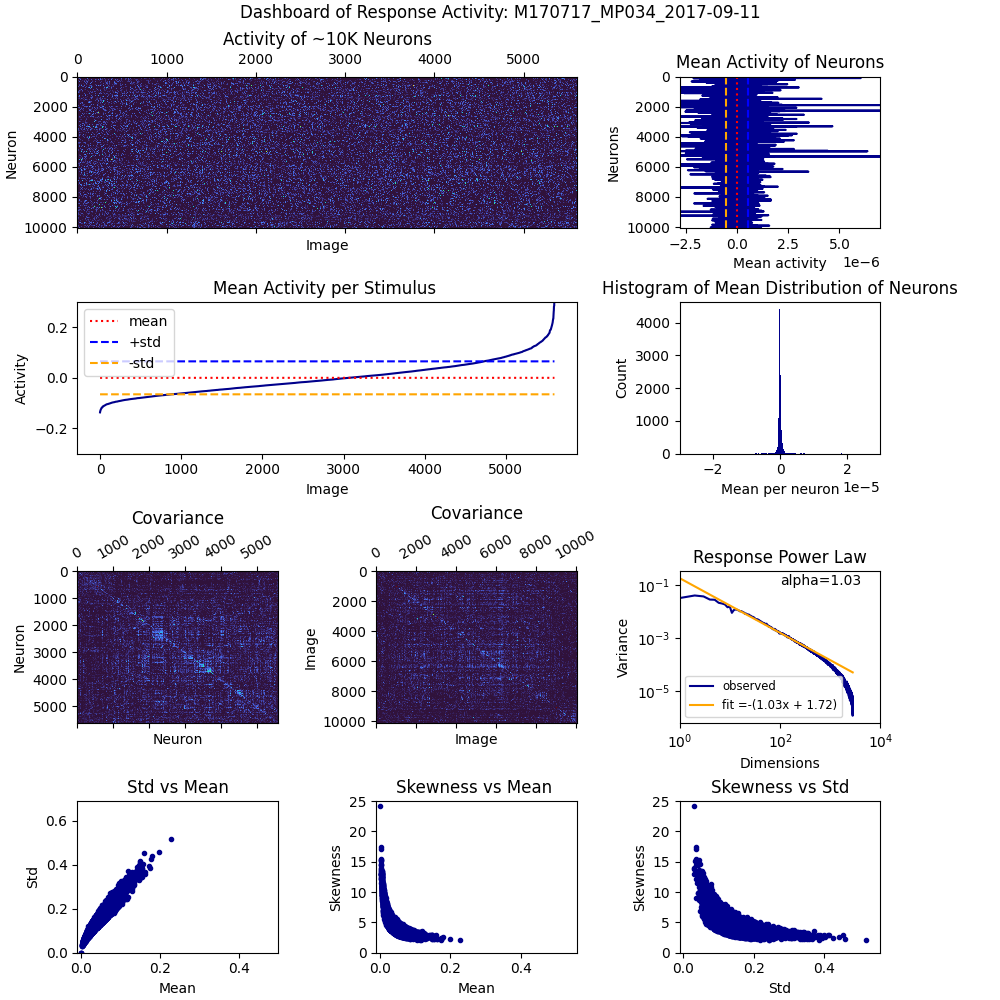 Dashboard of Response Activity: M170717_MP034_2017-09-11
Activity of ~10K Neurons
0 1000 2000 3000 4000 5000
0
2000
4000
6000
8000
10000
Neuron
Image
Mean Activity of Neurons
0
2000
4000
6000
8000
10000
Neurons
−2.5 0.0 2.5 5.0
1e−6
Mean activity
Mean Activity per Stimulus
0.2
0.0
−0.2
Activity
mean
+std
-std
0 1000 2000 3000 4000 5000
Image
Histogram of Mean Distribution of Neurons
4000
3000
2000
1000
0
Count
−2 0 2
1e−5
Mean per neuron
Covariance
0 1000 2000 3000 4000 5000
0
1000
2000
3000
4000
5000
Neuron
Neuron
Covariance
0 2000 4000 6000 8000 10000
0
2000
4000
6000
8000
10000
Image
Image
Response Power Law
alpha=1.03
10⁻¹
10⁻³
10⁻⁵
Variance
observed
fit =-(1.03x + 1.72)
10⁰ 10² 10⁴
Dimensions
Std vs Mean
0.6
0.4
0.2
0.0
Std
0.0 0.2 0.4
Mean
Skewness vs Mean
25
20
15
10
5
0
Skewness
0.0 0.2 0.4
Mean
Skewness vs Std
25
20
15
10
5
0
Skewness
0.0 0.2 0.4
Std